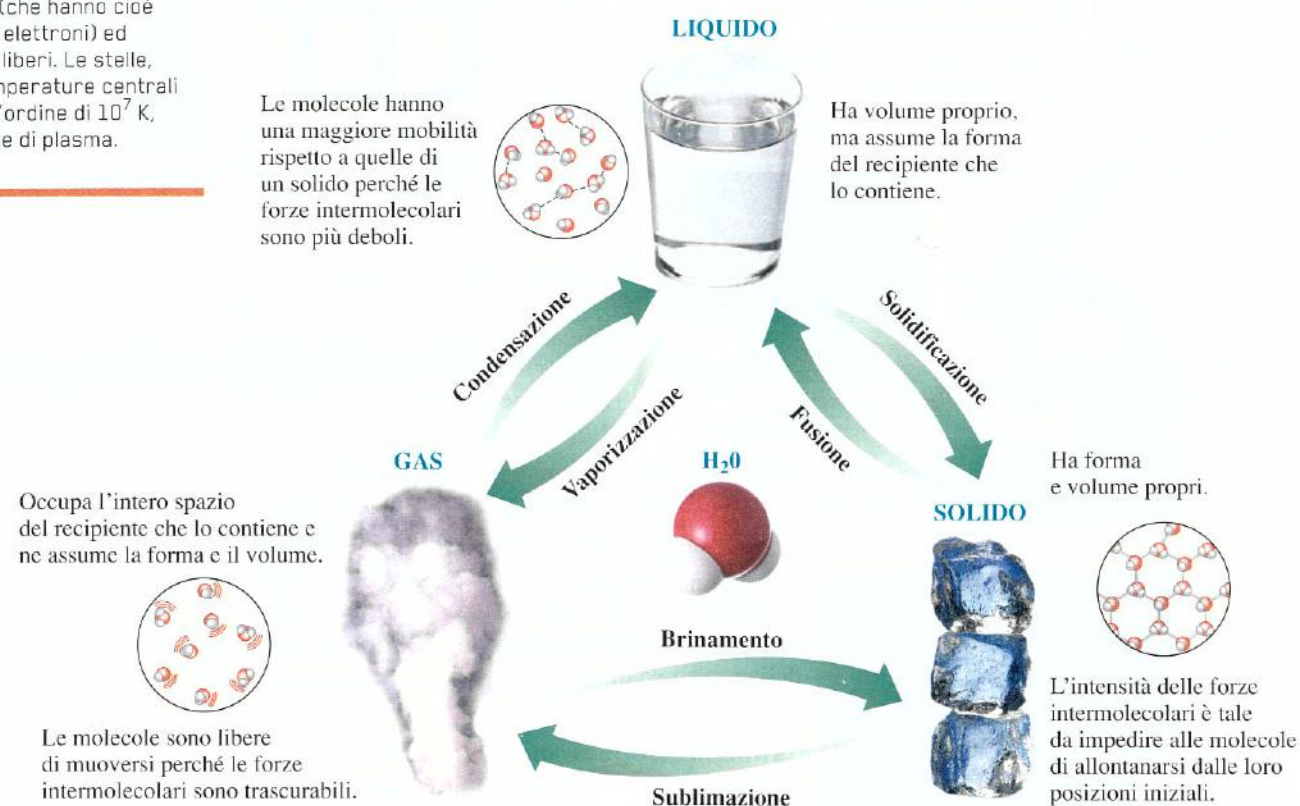 (che hanno cioè
elettroni) ed
liberi. Le stelle,
temperature centrali
ordine di 10⁷ K,
di plasma.
LIQUIDO
Le molecole hanno
una maggiore mobilità
rispetto a quelle di
un solido perché le
forze intermolecolari
sono più deboli.
Ha volume proprio,
ma assume la forma
del recipiente che
lo contiene.
Condensazione
Vaporizzazione
Solidificazione
Fusione
GAS
Occupa l'intero spazio
del recipiente che lo contiene e
ne assume la forma e il volume.
Le molecole sono libere
di muoversi perché le forze
intermolecolari sono trascurabili.
H₂0
SOLIDO
Ha forma
e volume propri.
L'intensità delle forze
intermolecolari è tale
da impedire alle molecole
di allontanarsi dalle loro
posizioni iniziali.
Brinamento
Sublimazione